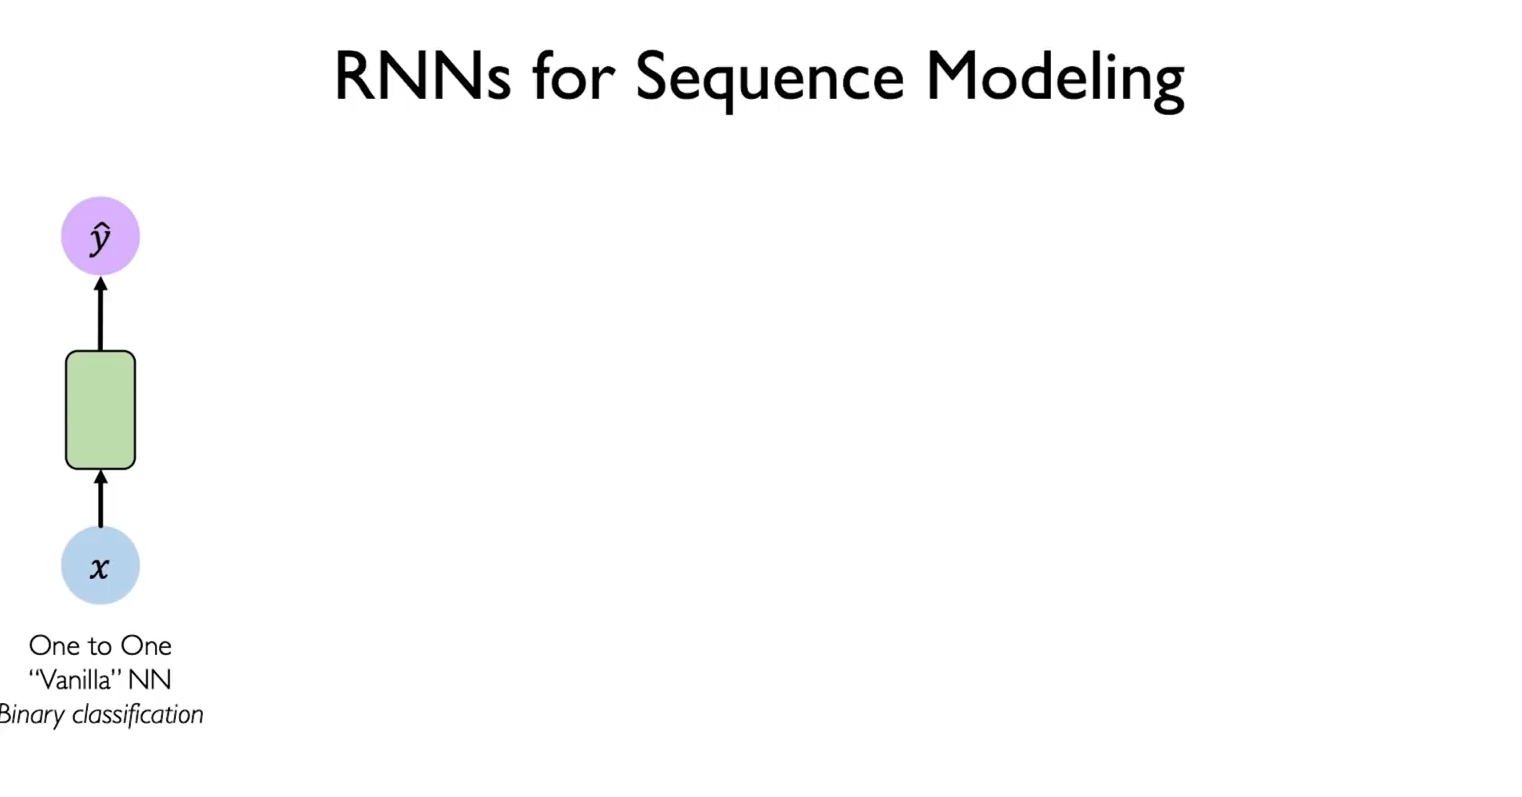 RNNs for Sequence Modeling
ŷ
x
One to One
“Vanilla” NN
Binary classification